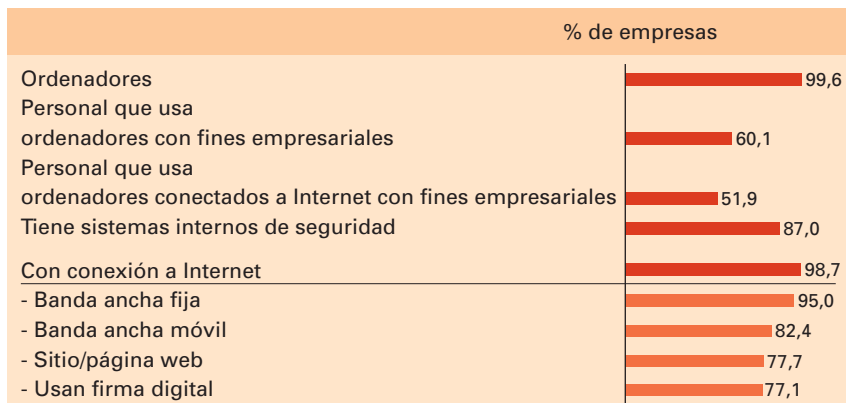 % de empresas
Ordenadores 99,6
Personal que usa
ordenadores con fines empresariales 60,1
Personal que usa
ordenadores conectados a Internet con fines empresariales 51,9
Tiene sistemas internos de seguridad 87,0
Con conexión a Internet 98,7
- Banda ancha fija 95,0
- Banda ancha móvil 82,4
- Sitio/página web 77,7
- Usan firma digital 77,1